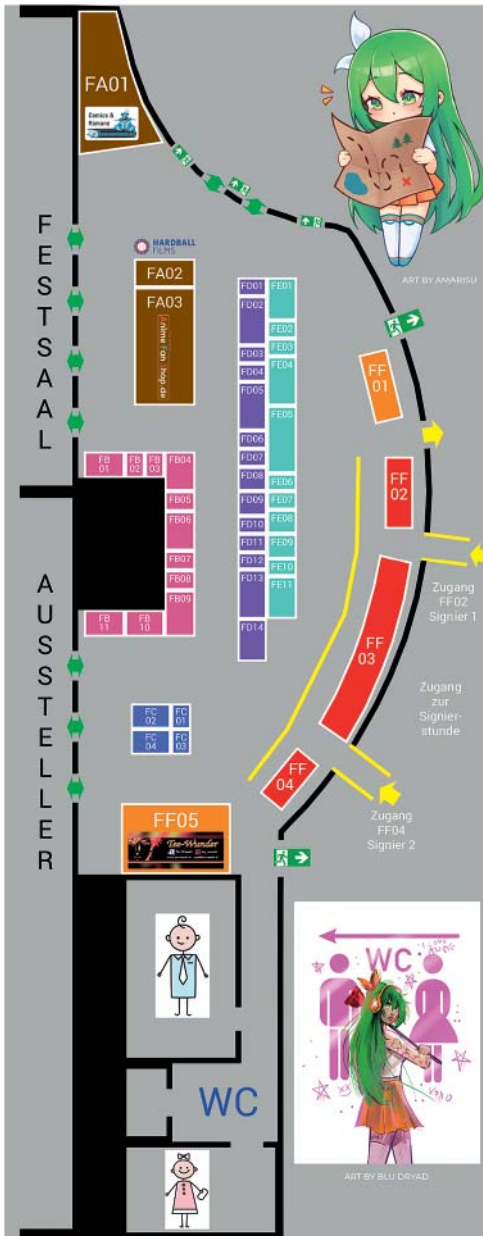 FA01
Comics &
Romane
ART BY AMARISU
FESTSAAL
HARDBALL
FILMS
FA02
FA03
Anime Fan Shop.de
FD01
FD02
FD03
FD04
FD05
FD06
FD07
FD08
FD09
FD10
FD11
FD12
FD13
FD14
FE01
FE02
FE03
FE04
FE05
FE06
FE07
FE08
FE09
FE10
FE11
FF
01
FF
02
FF
03
FF
04
FB
01
FB
02
FB
03
FB04
FB05
FB06
FB07
FB08
FB09
FB
11
FB
10
AUSSTELLER
Zugang
FF02
Signier 1
Zugang
zur
Signier-
stunde
FC
02
FC
01
FC
04
FC
03
Zugang
FF04
Signier 2
FF05
Tee-Wunder
WC
WC
ART BY BLU DRYAD